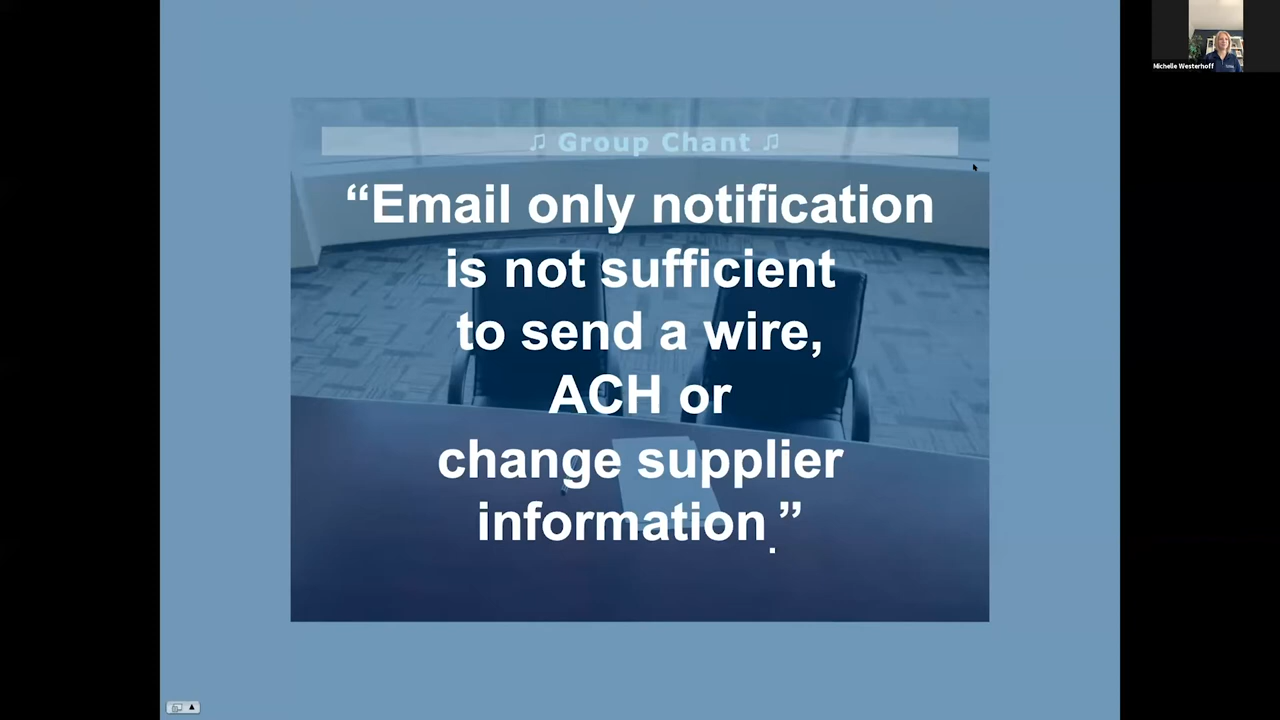 ♫ Group Chant ♫
“Email only notification
is not sufficient
to send a wire,
ACH or
change supplier
information.”
Michelle Westerhoff